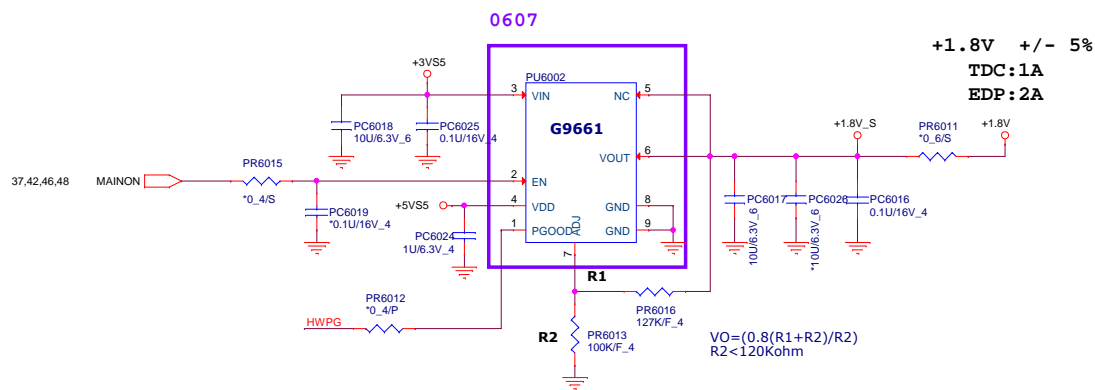 0607
+1.8V +/- 5%
TDC:1A
EDP:2A
+3VS5
PU6002
3
VIN
NC
5
G9661
PC6018
10U/6.3V_6
PC6025
0.1U/16V_4
+1.8V_S
PR6011
*0_6/S
+1.8V
VOUT
6
37,42,46,48
MAINON
PR6015
*0_4/S
2
EN
PC6019
*0.1U/16V_4
+5VS5
4
VDD
GND
8
PC6024
1U/6.3V_4
1
PGOOD
ADJ
GND
9
7
PC6017
10U/6.3V_6
PC6026
*10U/6.3V_6
PC6016
0.1U/16V_4
R1
PR6016
127K/F_4
HWPG
PR6012
*0_4/P
R2
PR6013
100K/F_4
VO=(0.8(R1+R2)/R2)
R2<120Kohm